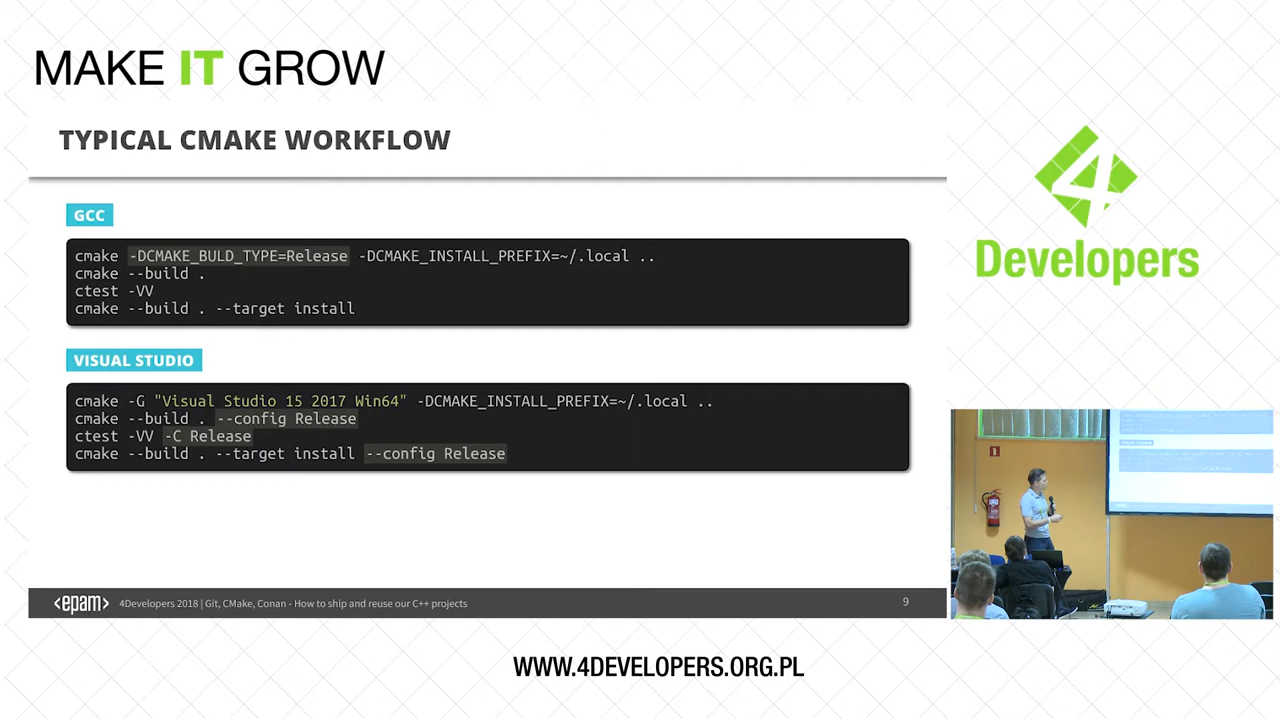 MAKE IT GROW
TYPICAL CMAKE WORKFLOW
GCC
cmake -DCMAKE_BULD_TYPE=Release -DCMAKE_INSTALL_PREFIX=~/.local ..
cmake --build .
ctest -VV
cmake --build . --target install
VISUAL STUDIO
cmake -G "Visual Studio 15 2017 Win64" -DCMAKE_INSTALL_PREFIX=~/.local ..
cmake --build . --config Release
ctest -VV -C Release
cmake --build . --target install --config Release
<epam> 4Developers 2018 | Git, CMake, Conan - How to ship and reuse our C++ projects 9
4
Developers
WWW.4DEVELOPERS.ORG.PL